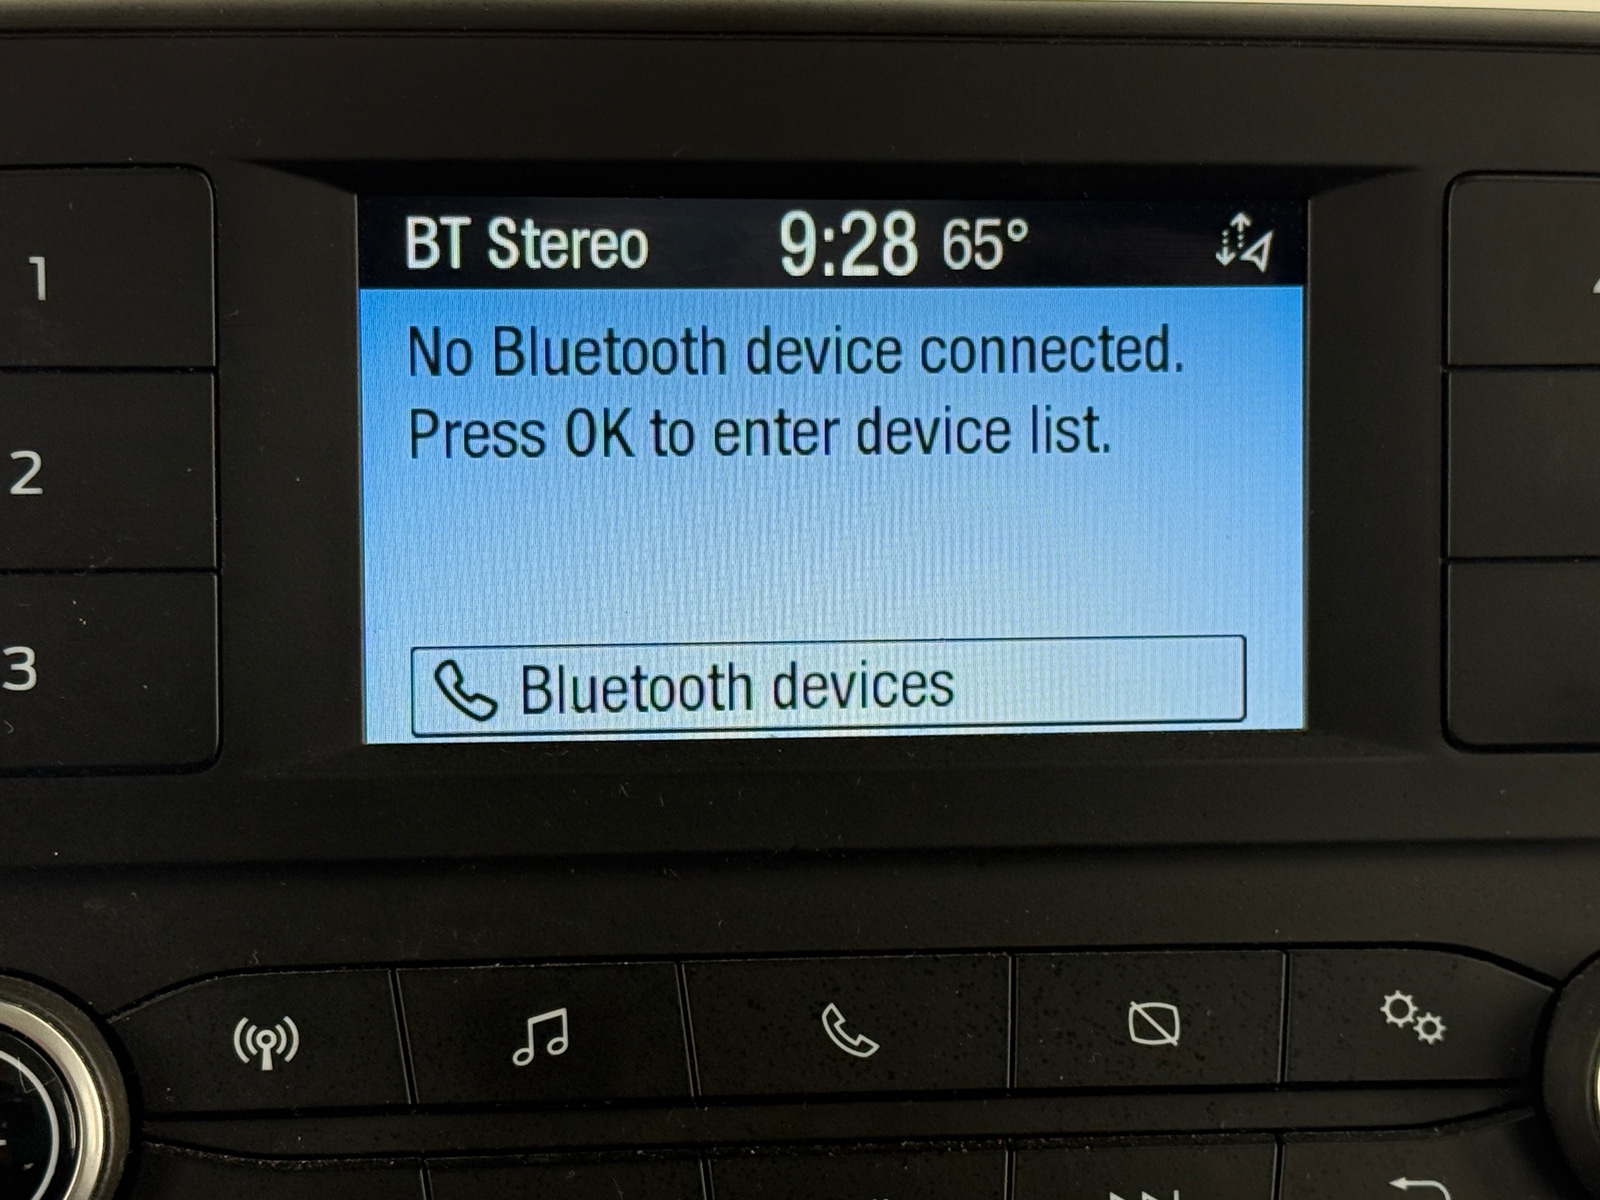 BT Stereo 9:28 65°
No Bluetooth device connected.
Press OK to enter device list.
Bluetooth devices
1
2
3